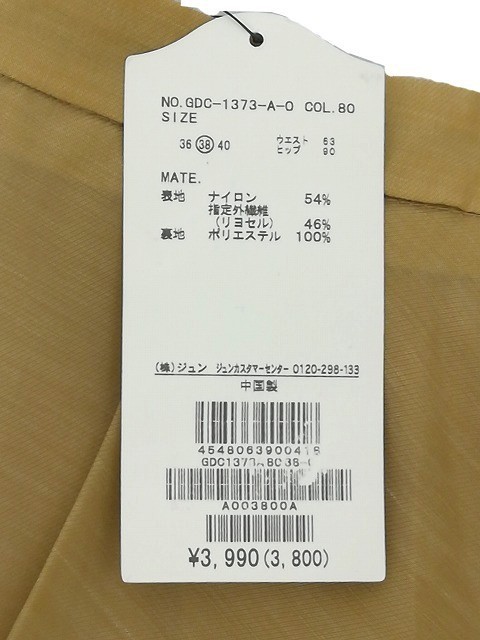 NO.GDC-1373-A-O COL.80
SIZE
36 38 40 ウエスト 63
ヒップ 90
MATE.
表地 ナイロン 54%
指定外繊維
(リヨセル) 46%
裏地 ポリエステル 100%
(株)ジュン ジュンカスタマーセンター 0120-298-133
中国製
4548063900416
A003800A
¥3,990(3,800)